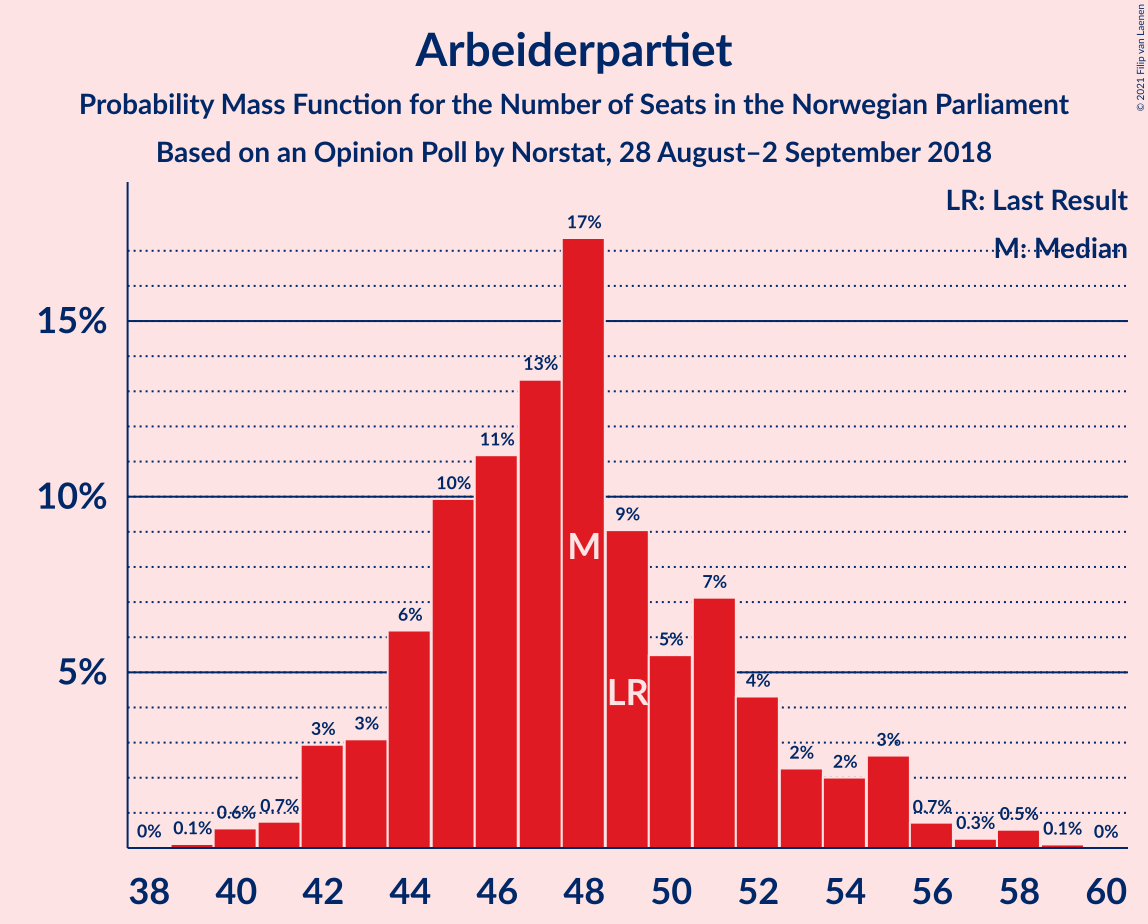 Arbeiderpartiet
Probability Mass Function for the Number of Seats in the Norwegian Parliament
Based on an Opinion Poll by Norstat, 28 August–2 September 2018
© 2021 Filip van Laenen
LR: Last Result
M: Median
15%
10%
5%
0%
0.1%
0.6%
0.7%
3%
3%
6%
10%
11%
13%
17%
9%
5%
7%
4%
2%
2%
3%
0.7%
0.3%
0.5%
0.1%
0%
M
LR
38 40 42 44 46 48 50 52 54 56 58 60